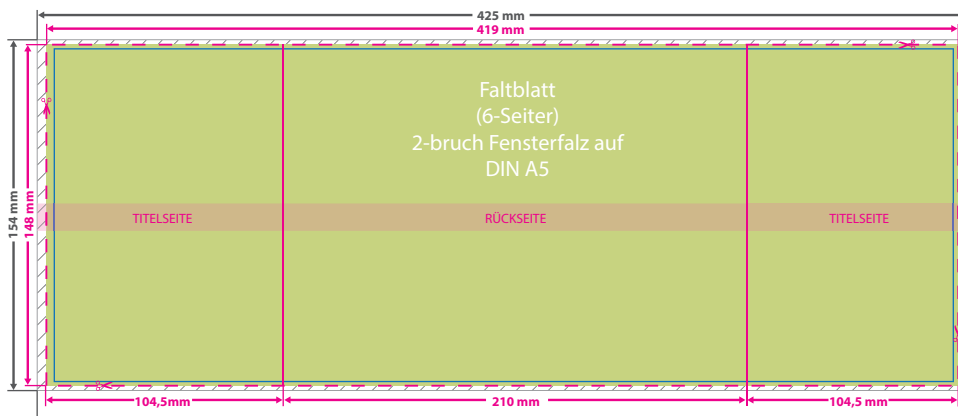 425 mm
419 mm
Faltblatt
(6-Seiter)
2-bruch Fensterfalz auf
DIN A5
154 mm
148 mm
TITELSEITE
RÜCKSEITE
TITELSEITE
104,5mm
210 mm
104,5 mm